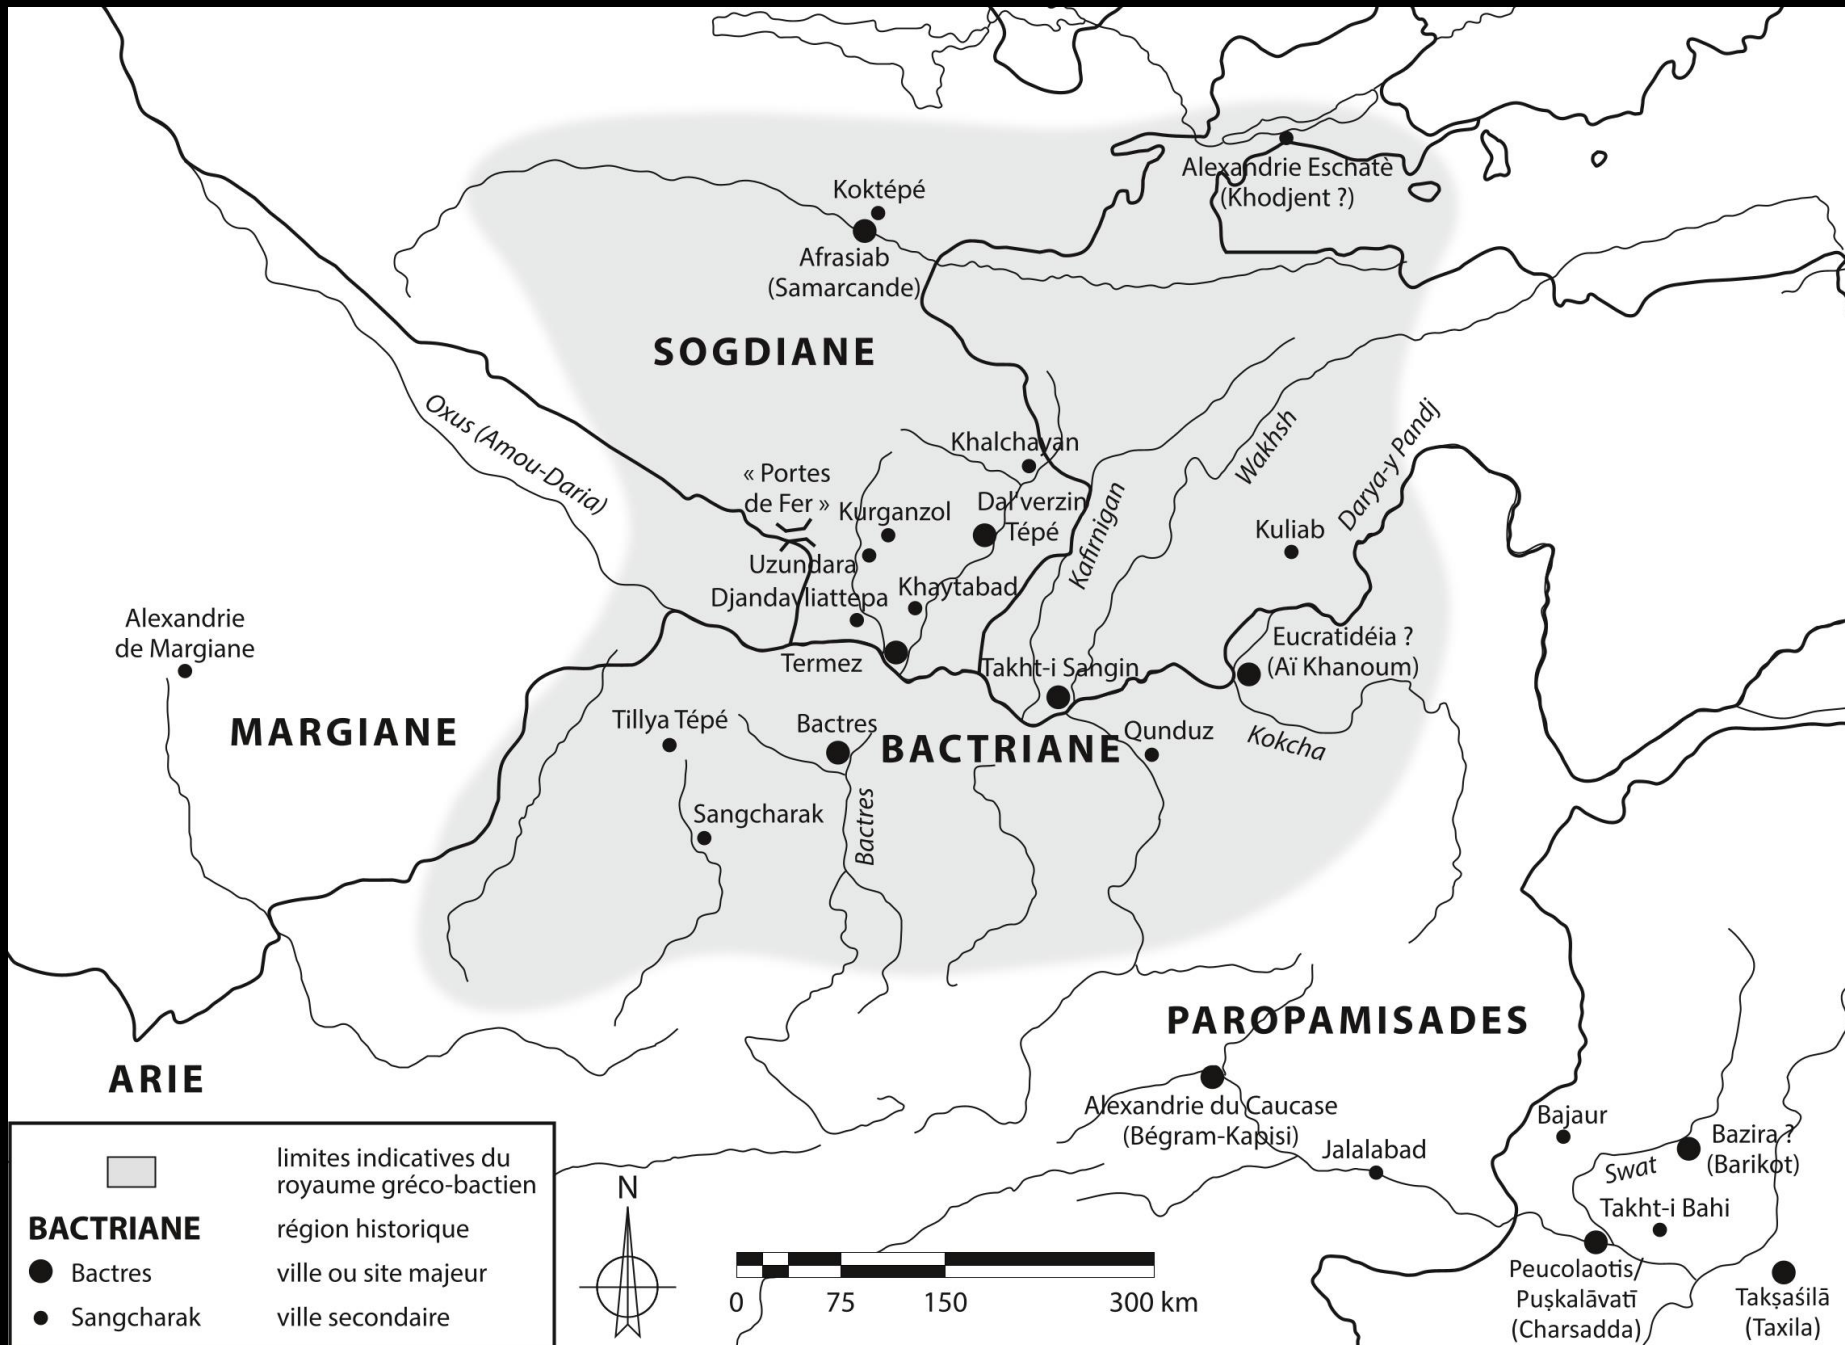 Koktépé
Alexandrie Eschatè
(Khodjent ?)
Afrasiab
(Samarcande)
SOGDIANE
Oxus (Amou-Daria)
« Portes
de Fer »
Khalchayan
Kurganzol
Dal'verzin
Tépé
Uzundara
Djandavliattepa
Khaytabad
Kafirnigan
Wakhsh
Darya-y Pandj
Kuliab
Alexandrie
de Margiane
Termez
Takht-i Sangin
Eucratidéia ?
(Aï Khanoum)
MARGIANE
Tillya Tépé
Bactres
BACTRIANE
Qunduz
Kokcha
Sangcharak
Bactres
PAROPAMISADES
ARIE
Alexandrie du Caucase
(Bégram-Kapisi)
Jalalabad
Bajaur
Bazira ?
(Barikot)
Swat
Takht-i Bahi
Peucolaotis/
Puṣkalāvatī
(Charsadda)
Takṣaśilā
(Taxila)
limites indicatives du
royaume gréco-bactien
BACTRIANE région historique
Bactres ville ou site majeur
Sangcharak ville secondaire
N
0 75 150 300 km